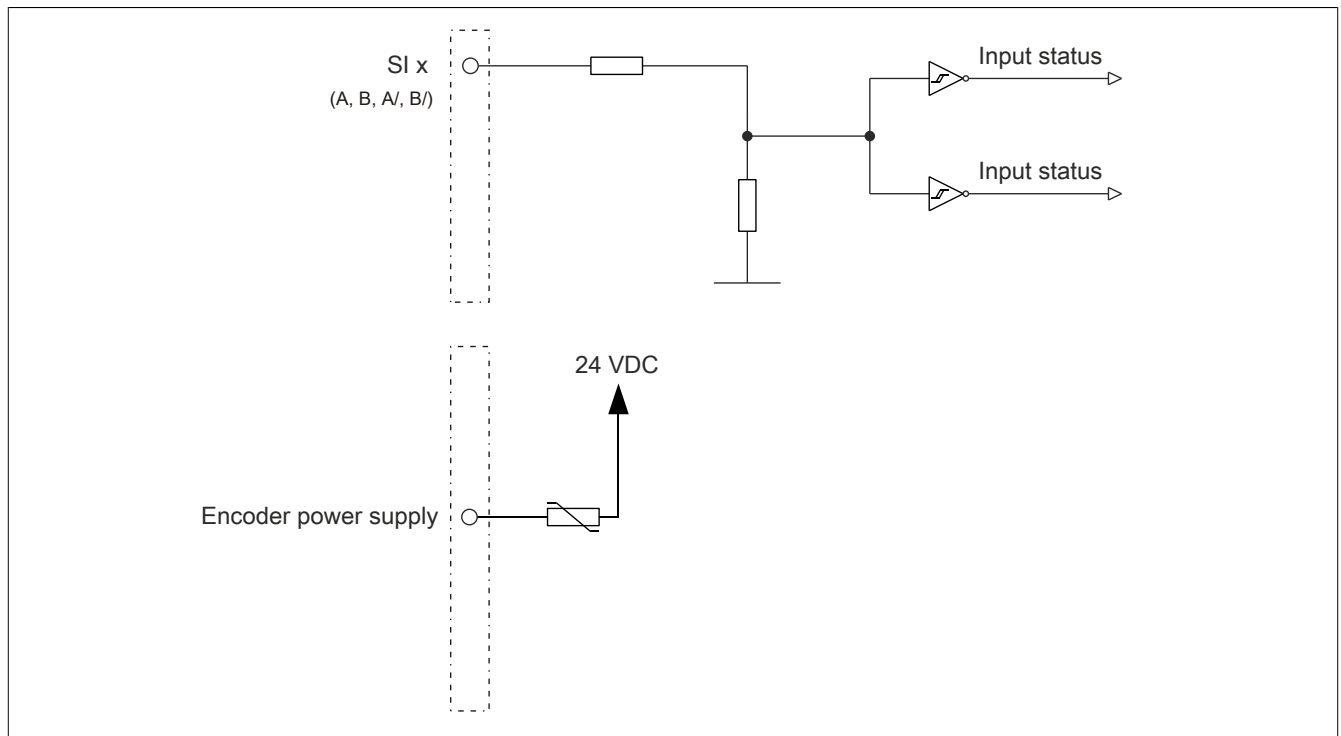 SI x
(A, B, A/, B/)
Input status
Input status
24 VDC
Encoder power supply